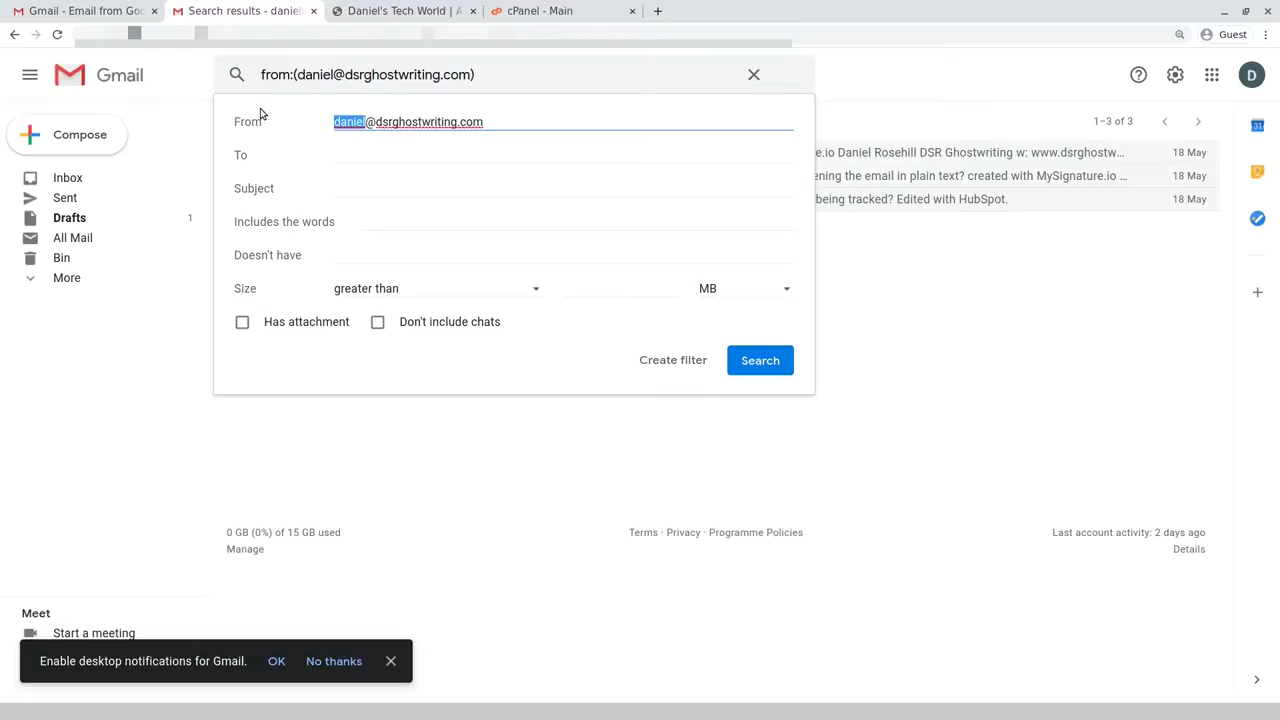 Gmail - Email from Goo
Search results - daniel
Daniel's Tech World | A
cPanel - Main
Guest
Gmail
from:(daniel@dsrghostwriting.com)
D
Compose
Inbox
Sent
Drafts 1
All Mail
Bin
More
From daniel@dsrghostwriting.com
To
Subject
Includes the words
Doesn't have
Size greater than MB
Has attachment Don't include chats
Create filter Search
1–3 of 3
e.io Daniel Rosehill DSR Ghostwriting w: www.dsrghostw... 18 May
ening the email in plain text? created with MySignature.io ... 18 May
being tracked? Edited with HubSpot. 18 May
31
0 GB (0%) of 15 GB used
Manage
Terms · Privacy · Programme Policies
Last account activity: 2 days ago
Details
Meet
Start a meeting
Enable desktop notifications for Gmail. OK No thanks